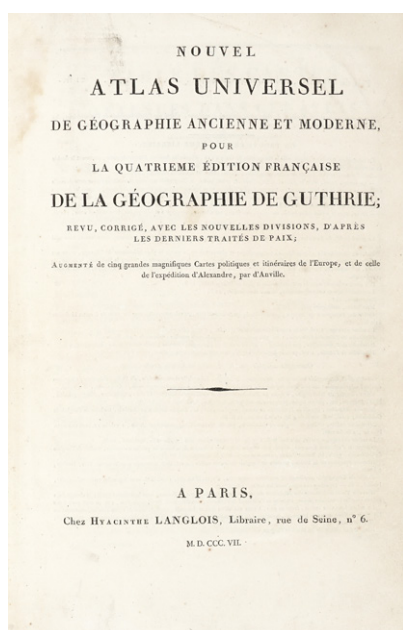 NOUVEL
ATLAS UNIVERSEL
DE GÉOGRAPHIE ANCIENNE ET MODERNE,
POUR
LA QUATRIEME ÉDITION FRANÇAISE
DE LA GÉOGRAPHIE DE GUTHRIE;
REVU, CORRIGÉ, AVEC LES NOUVELLES DIVISIONS, D'APRÈS
LES DERNIERS TRAITÉS DE PAIX;
AUGMENTÉ de cinq grandes magnifiques Cartes politiques et itinéraires de l'Europe, et de celle
de l'expédition d'Alexandre, par d'Anville.
A PARIS,
Chez HYACINTHE LANGLOIS, Libraire, rue de Seine, n° 6.
M. D. CCC. VII.